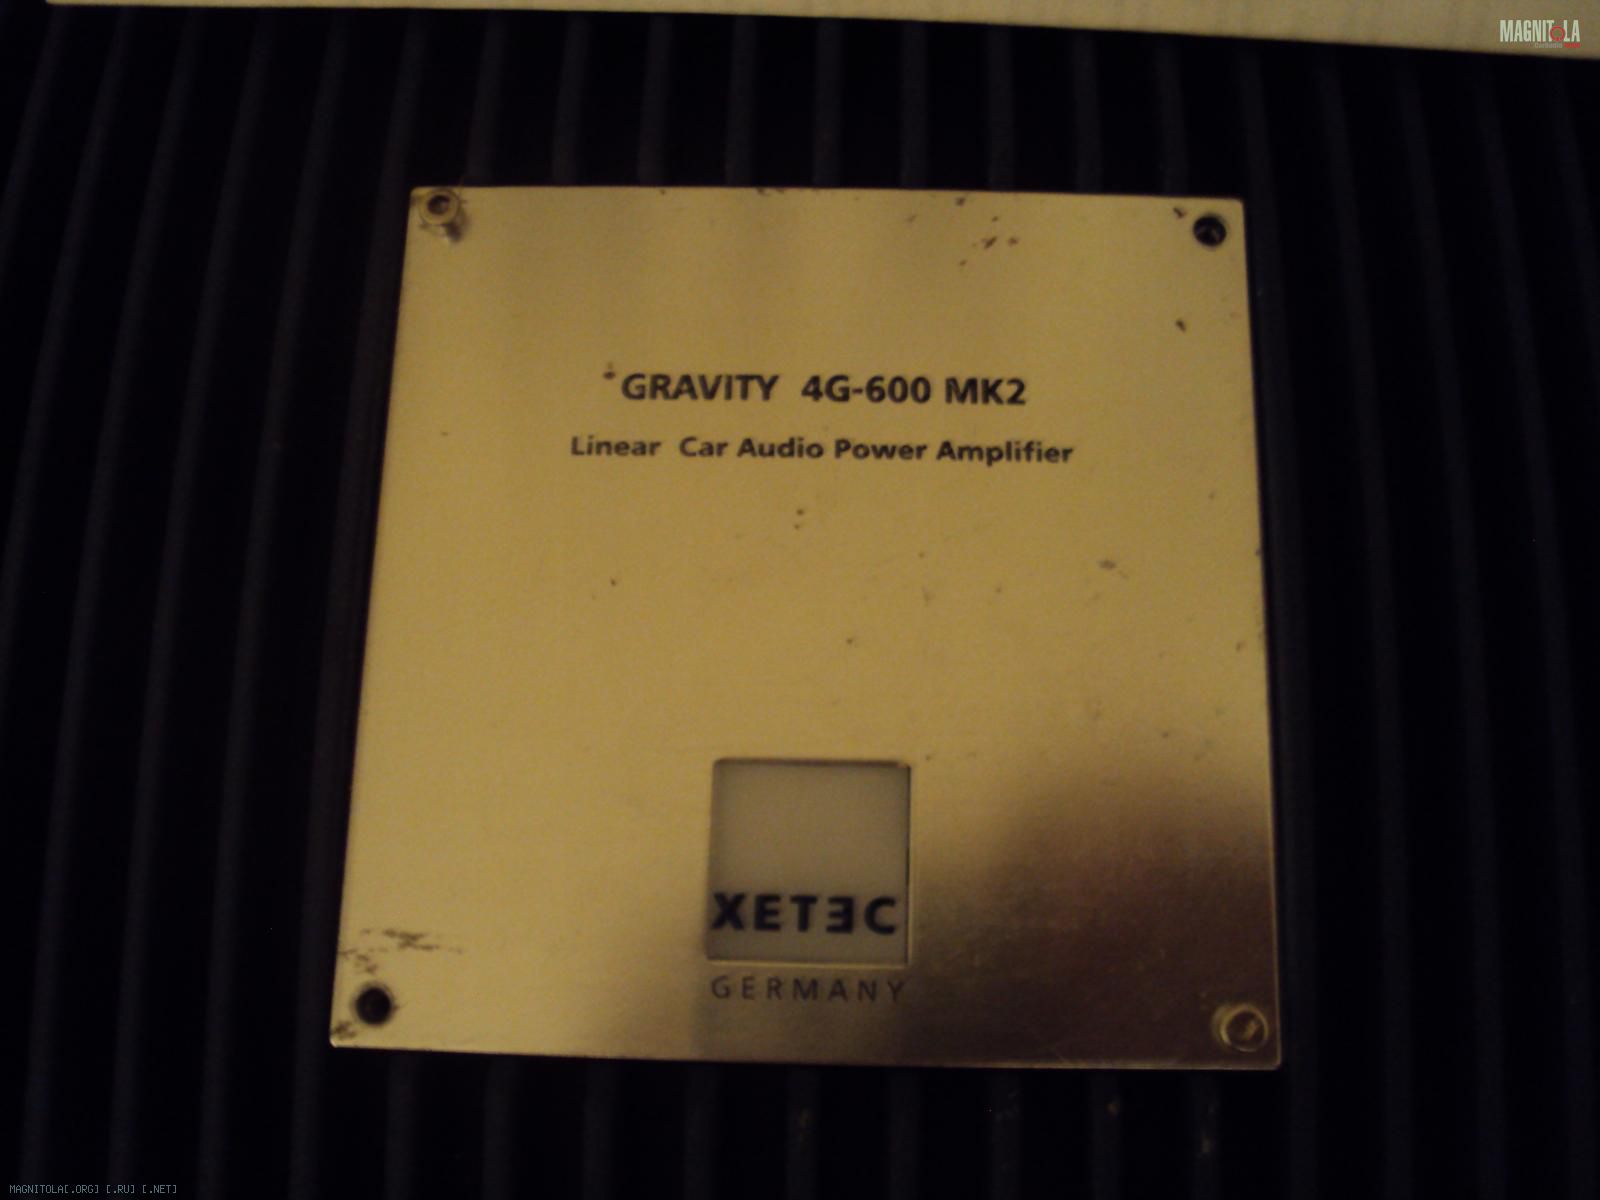 MAGNITOLA
GRAVITY 4G-600 MK2
Linear Car Audio Power Amplifier
XETEC
GERMANY
MAGNITOLA[.ORG] [.RU] [.NET]